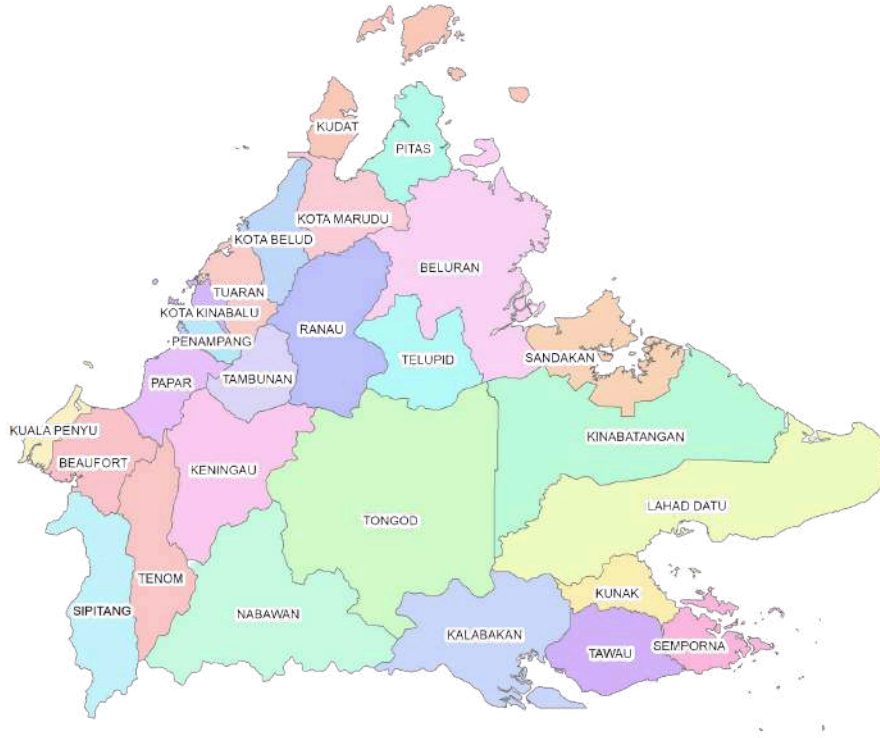 KUDAT
PITAS
KOTA MARUDU
KOTA BELUD
BELURAN
TUARAN
KOTA KINABALU
RANAU
PENAMPANG
TELUPID
SANDAKAN
TAMBUNAN
PAPAR
KUALA PENYU
KINABATANGAN
BEAUFORT
KENINGAU
LAHAD DATU
TONGOD
TENOM
KUNAK
SIPITANG
NABAWAN
KALABAKAN
SEMPORNA
TAWAU